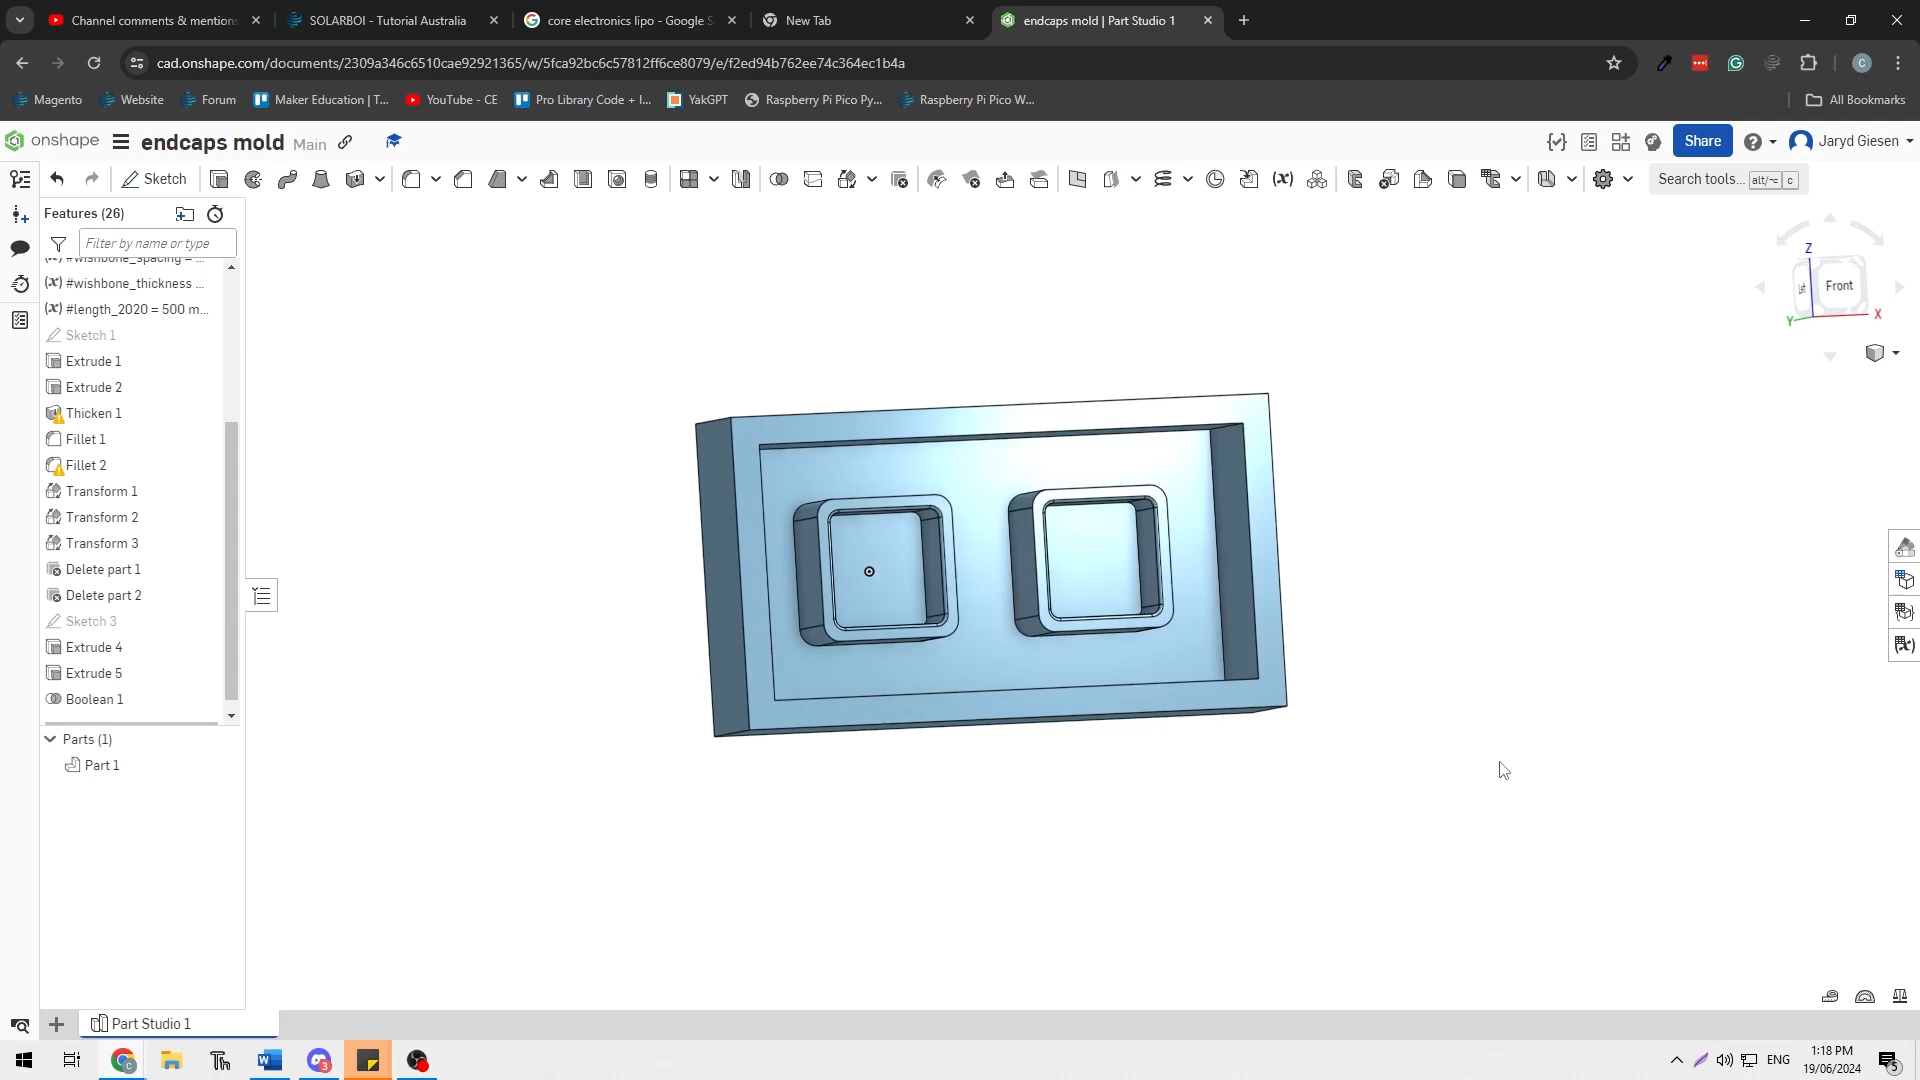 Channel comments & mentions
SOLARBOI - Tutorial Australia
core electronics lipo - Google S
New Tab
endcaps mold | Part Studio 1
cad.onshape.com/documents/2309a346c6510cae92921365/w/5fca92bc6c57812ff6ce8079/e/f2ed94b762ee74c364ec1b4a
Magento
Website
Forum
Maker Education | T...
YouTube - CE
Pro Library Code + I...
YakGPT
Raspberry Pi Pico Py...
Raspberry Pi Pico W...
All Bookmarks
onshape
endcaps mold Main
Share
Jaryd Giesen
Sketch
Search tools... alt/⌥ c
Features (26)
Filter by name or type
(x) #wishbone_spacing = ...
(x) #wishbone_thickness ...
(x) #length_2020 = 500 m...
Sketch 1
Extrude 1
Extrude 2
Thicken 1
Fillet 1
Fillet 2
Transform 1
Transform 2
Transform 3
Delete part 1
Delete part 2
Sketch 3
Extrude 4
Extrude 5
Boolean 1
Parts (1)
Part 1
Z
Left
Front
Y
X
Part Studio 1
ENG
1:18 PM
19/06/2024
3
5